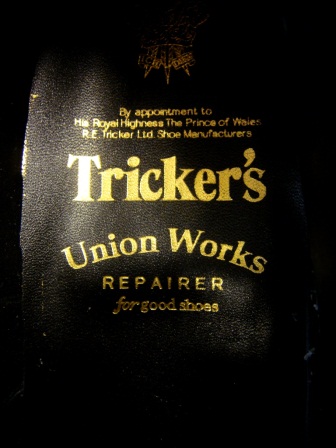 By appointment to
His Royal Highness The Prince of Wales
R.E. Tricker Ltd. Shoe Manufacturers
Tricker's
Union Works
REPAIRER
for good shoes